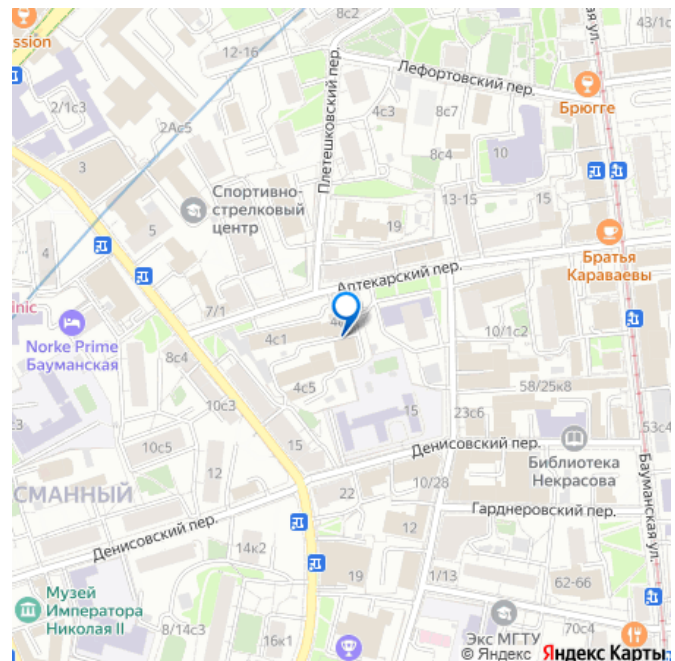 8с2
43/1с
ssion
12-16
Лефортовский пер.
Брюгге
2/1с3
2Ас5
4с3
8с7
Плетешковский пер.
8с4
10
3
Спортивно-
стрелковый
центр
13-15
15
5
19
4
Братья
Караваевы
Аптекарский пер.
inic
7/1
Norke Prime
Бауманская
4с1
10/1с2
8с4
4с5
58/25к8
10с3
15
23с6
53с4
с3
10с5
15
Денисовский пер.
12
Библиотека
Некрасова
СМАННЫЙ
22
10/28
Гарднеровский пер.
Бауманская ул.
Денисовский пер.
12
14к2
19
1/13
62-66
Музей
Императора
Николая II
8/14с3
16к1
Экс МГТУ
70с4
© Яндекс Яндекс Карты